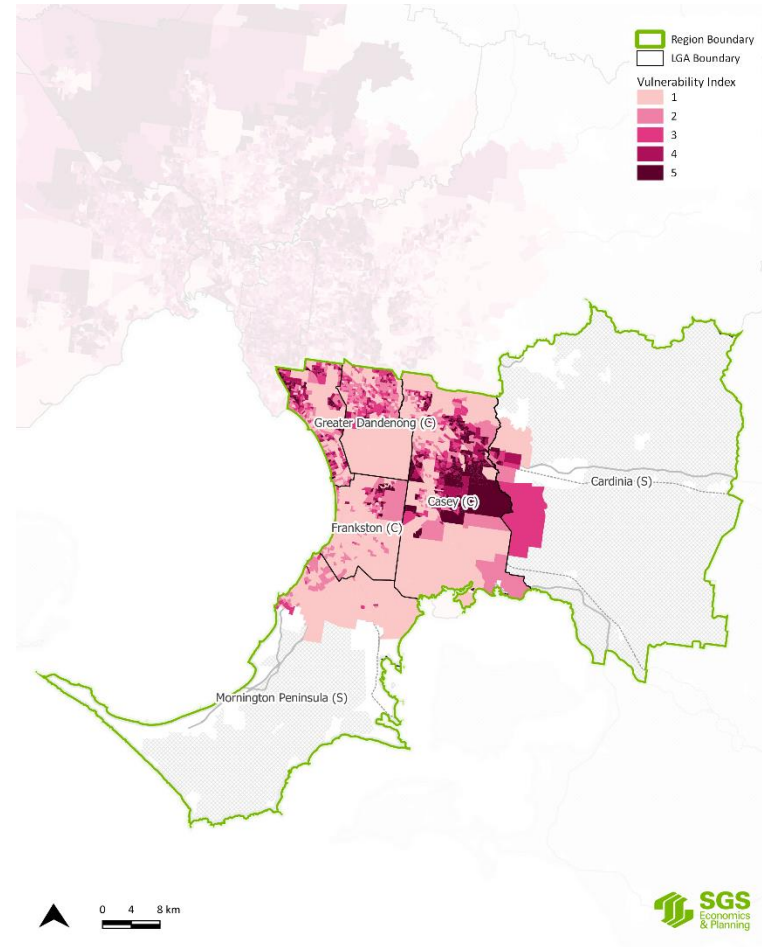 Region Boundary
LGA Boundary
Vulnerability Index
1
2
3
4
5
Greater Dandenong (C)
Cardinia (S)
Casey (C)
Frankston (C)
Mornington Peninsula (S)
0 4 8 km
SGS
Economics
& Planning